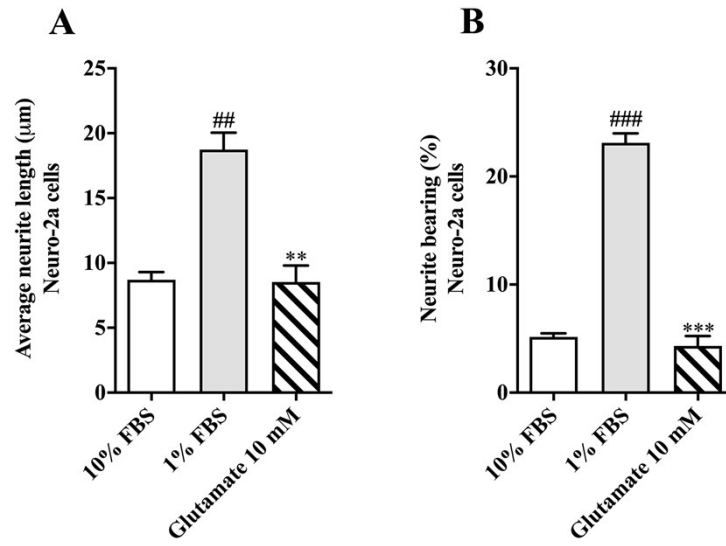 A
Average neurite length (µm)
Neuro-2a cells
25
20
15
10
5
0
##
**
10% FBS
1% FBS
Glutamate 10 mM
B
Neurite bearing (%)
Neuro-2a cells
30
20
10
0
###
***
10% FBS
1% FBS
Glutamate 10 mM